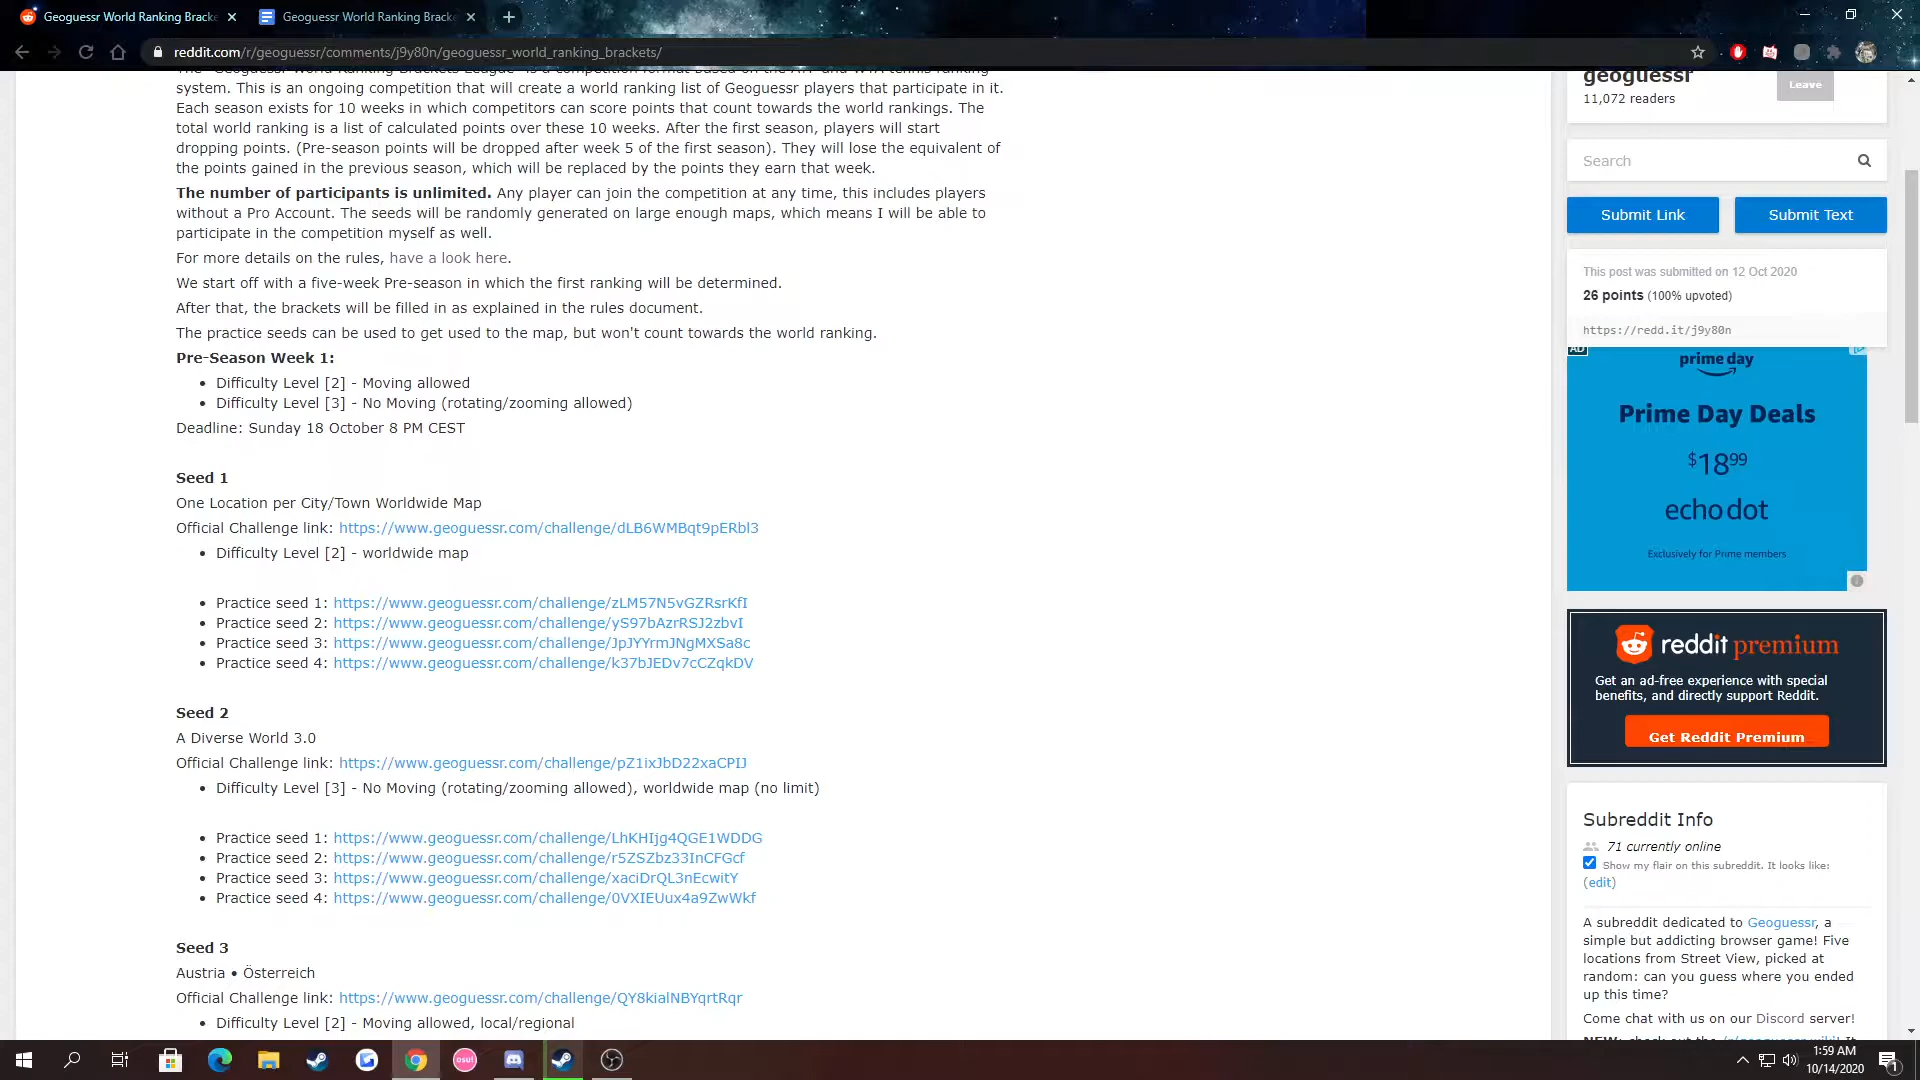 Geoguessr World Ranking Bracke
Geoguessr World Ranking Bracke
reddit.com/r/geoguessr/comments/j9y80n/geoguessr_world_ranking_brackets/
system. This is an ongoing competition that will create a world ranking list of Geoguessr players that participate in it.
Each season exists for 10 weeks in which competitors can score points that count towards the world rankings. The
total world ranking is a list of calculated points over these 10 weeks. After the first season, players will start
dropping points. (Pre-season points will be dropped after week 5 of the first season). They will lose the equivalent of
the points gained in the previous season, which will be replaced by the points they earn that week.
The number of participants is unlimited. Any player can join the competition at any time, this includes players
without a Pro Account. The seeds will be randomly generated on large enough maps, which means I will be able to
participate in the competition myself as well.
For more details on the rules, have a look here.
We start off with a five-week Pre-season in which the first ranking will be determined.
After that, the brackets will be filled in as explained in the rules document.
The practice seeds can be used to get used to the map, but won't count towards the world ranking.
Pre-Season Week 1:
• Difficulty Level [2] - Moving allowed
• Difficulty Level [3] - No Moving (rotating/zooming allowed)
Deadline: Sunday 18 October 8 PM CEST
Seed 1
One Location per City/Town Worldwide Map
Official Challenge link: https://www.geoguessr.com/challenge/dLB6WMBqt9pERbl3
• Difficulty Level [2] - worldwide map
• Practice seed 1: https://www.geoguessr.com/challenge/zLM57N5vGZRsrKfI
• Practice seed 2: https://www.geoguessr.com/challenge/yS97bAzrRSJ2zbvI
• Practice seed 3: https://www.geoguessr.com/challenge/JpJYYrmJNgMXSa8c
• Practice seed 4: https://www.geoguessr.com/challenge/k37bJEDv7cCZqkDV
Seed 2
A Diverse World 3.0
Official Challenge link: https://www.geoguessr.com/challenge/pZ1ixJbD22xaCPIJ
• Difficulty Level [3] - No Moving (rotating/zooming allowed), worldwide map (no limit)
• Practice seed 1: https://www.geoguessr.com/challenge/LhKHIjg4QGE1WDDG
• Practice seed 2: https://www.geoguessr.com/challenge/r5ZSZbz33InCFGcf
• Practice seed 3: https://www.geoguessr.com/challenge/xaciDrQL3nEcwitY
• Practice seed 4: https://www.geoguessr.com/challenge/0VXIEUux4a9ZwWkf
Seed 3
Austria • Österreich
Official Challenge link: https://www.geoguessr.com/challenge/QY8kialNBYqrtRqr
• Difficulty Level [2] - Moving allowed, local/regional
geoguessr
Leave
11,072 readers
Search
Submit Link
Submit Text
This post was submitted on 12 Oct 2020
26 points (100% upvoted)
https://redd.it/j9y80n
AD
prime day
Prime Day Deals
$1899
echo dot
Exclusively for Prime members
reddit premium
Get an ad-free experience with special
benefits, and directly support Reddit.
Get Reddit Premium
Subreddit Info
71 currently online
Show my flair on this subreddit. It looks like:
(edit)
A subreddit dedicated to Geoguessr, a
simple but addicting browser game! Five
locations from Street View, picked at
random: can you guess where you ended
up this time?
Come chat with us on our Discord server!
osu!
1:59 AM
10/14/2020
1